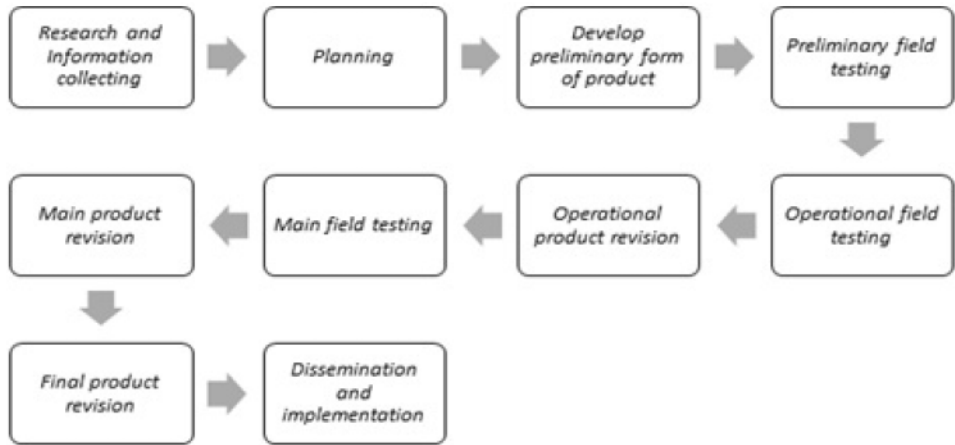 Research and
Information
collecting
Planning
Develop
preliminary form
of product
Preliminary field
testing
Operational field
testing
Operational
product revision
Main field testing
Main product
revision
Final product
revision
Dissemination
and
implementation